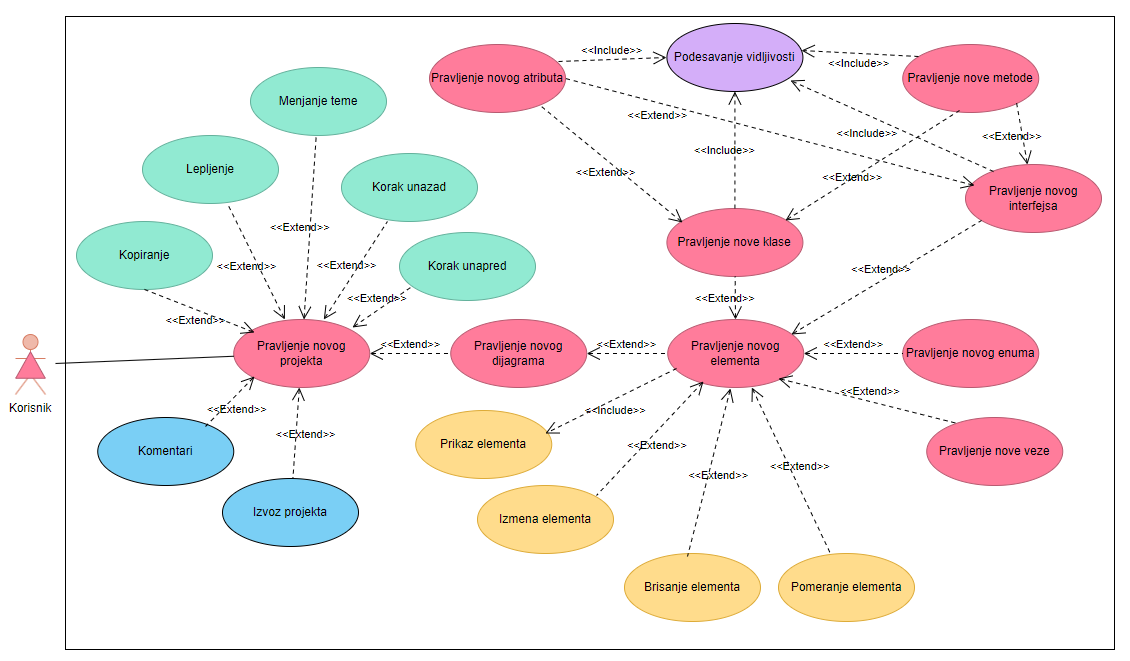 <<Include>>
Podesavanje vidljivosti
<<Include>>
Pravljenje novog atributa
Pravljenje nove metode
Menjanje teme
<<Extend>>
<<Include>>
<<Extend>>
<<Include>>
Lepljenje
Korak unazad
<<Extend>>
<<Extend>>
Pravljenje novog
interfejsa
<<Extend>>
Pravljenje nove klase
Kopiranje
<<Extend>>
<<Extend>>
Korak unapred
<<Extend>>
<<Extend>>
<<Extend>>
<<Extend>>
Pravljenje novog
projekta
<<Extend>>
Pravljenje novog
dijagrama
<<Extend>>
Pravljenje novog
elementa
<<Extend>>
Pravljenje novog enuma
Korisnik
<<Extend>>
<<Include>>
<<Extend>>
<<Extend>>
Komentari
Prikaz elementa
<<Extend>>
Pravljenje nove veze
<<Extend>>
<<Extend>>
Izvoz projekta
Izmena elementa
Brisanje elementa
Pomeranje elementa